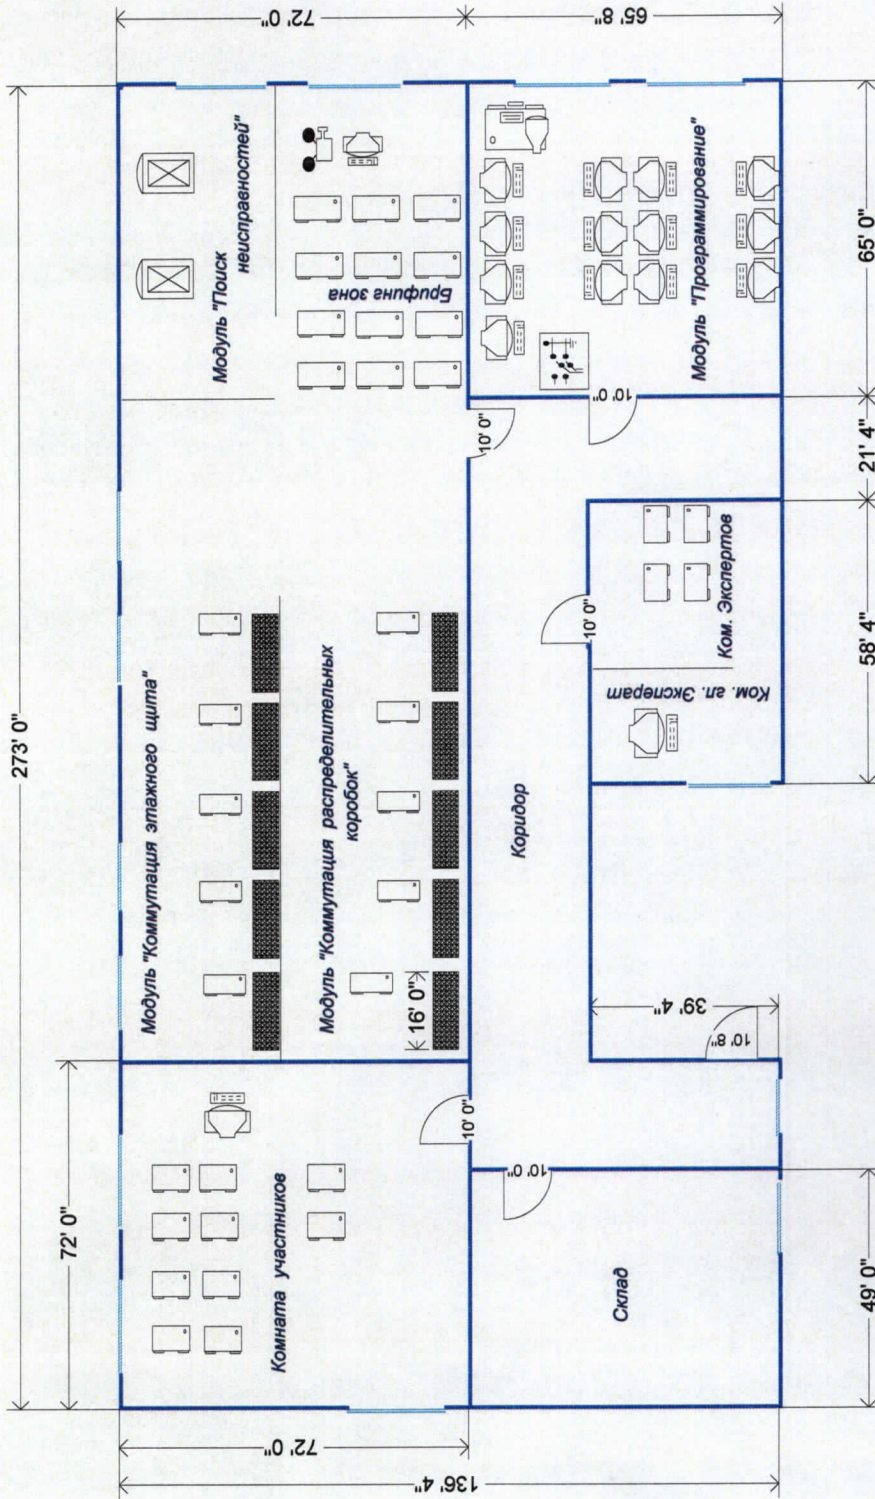 273' 0"
72' 0"
72' 0"
136' 4"
72' 0"
65' 8"
Модуль "Коммутация этажного щита"
Модуль "Поиск
неисправностей"
Комната участников
Модуль "Коммутация распределительных
коробок"
Брифинг зона
16' 0"
10' 0"
10' 0"
10' 0"
Коридор
10' 0"
10' 0"
Склад
39' 4"
10' 8"
Ком. гл. Эксперат
Ком. Экспертов
Модуль "Программирование"
49' 0"
58' 4"
21' 4"
65' 0"